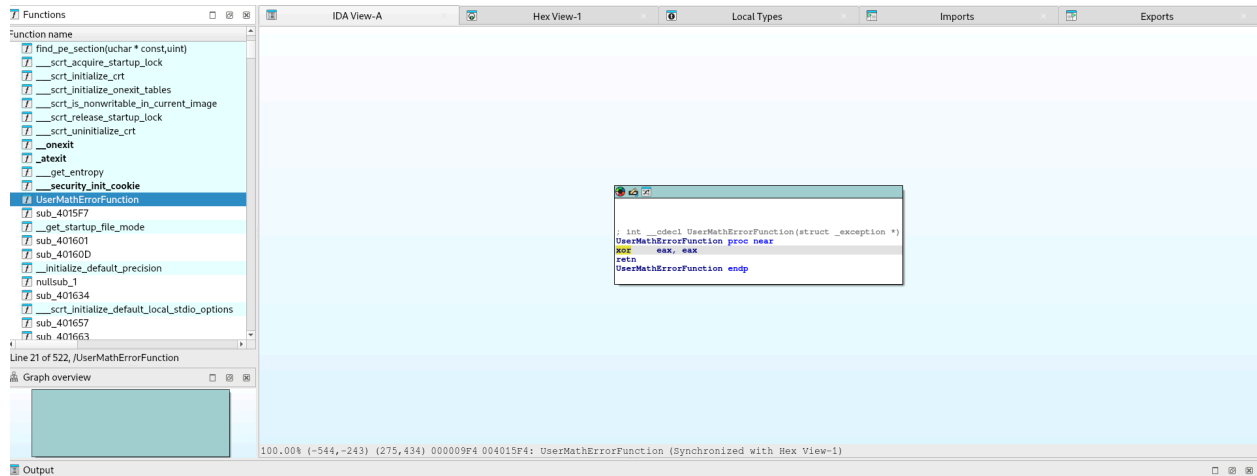 Functions
IDA View-A
Hex View-1
Local Types
Imports
Exports
Function name
find_pe_section(uchar * const,uint)
___scrt_acquire_startup_lock
___scrt_initialize_crt
___scrt_initialize_onexit_tables
___scrt_is_nonwritable_in_current_image
___scrt_release_startup_lock
___scrt_uninitialize_crt
__onexit
_atexit
___get_entropy
___security_init_cookie
UserMathErrorFunction
sub_4015F7
__get_startup_file_mode
sub_401601
sub_40160D
__initialize_default_precision
nullsub_1
sub_401634
___scrt_initialize_default_local_stdio_options
sub_401657
sub_401663
Line 21 of 522, /UserMathErrorFunction
Graph overview
; int __cdecl UserMathErrorFunction(struct _exception *)
UserMathErrorFunction proc near
xor eax, eax
retn
UserMathErrorFunction endp
100.00% (-544,-243) (275,434) 000009F4 004015F4: UserMathErrorFunction (Synchronized with Hex View-1)
Output